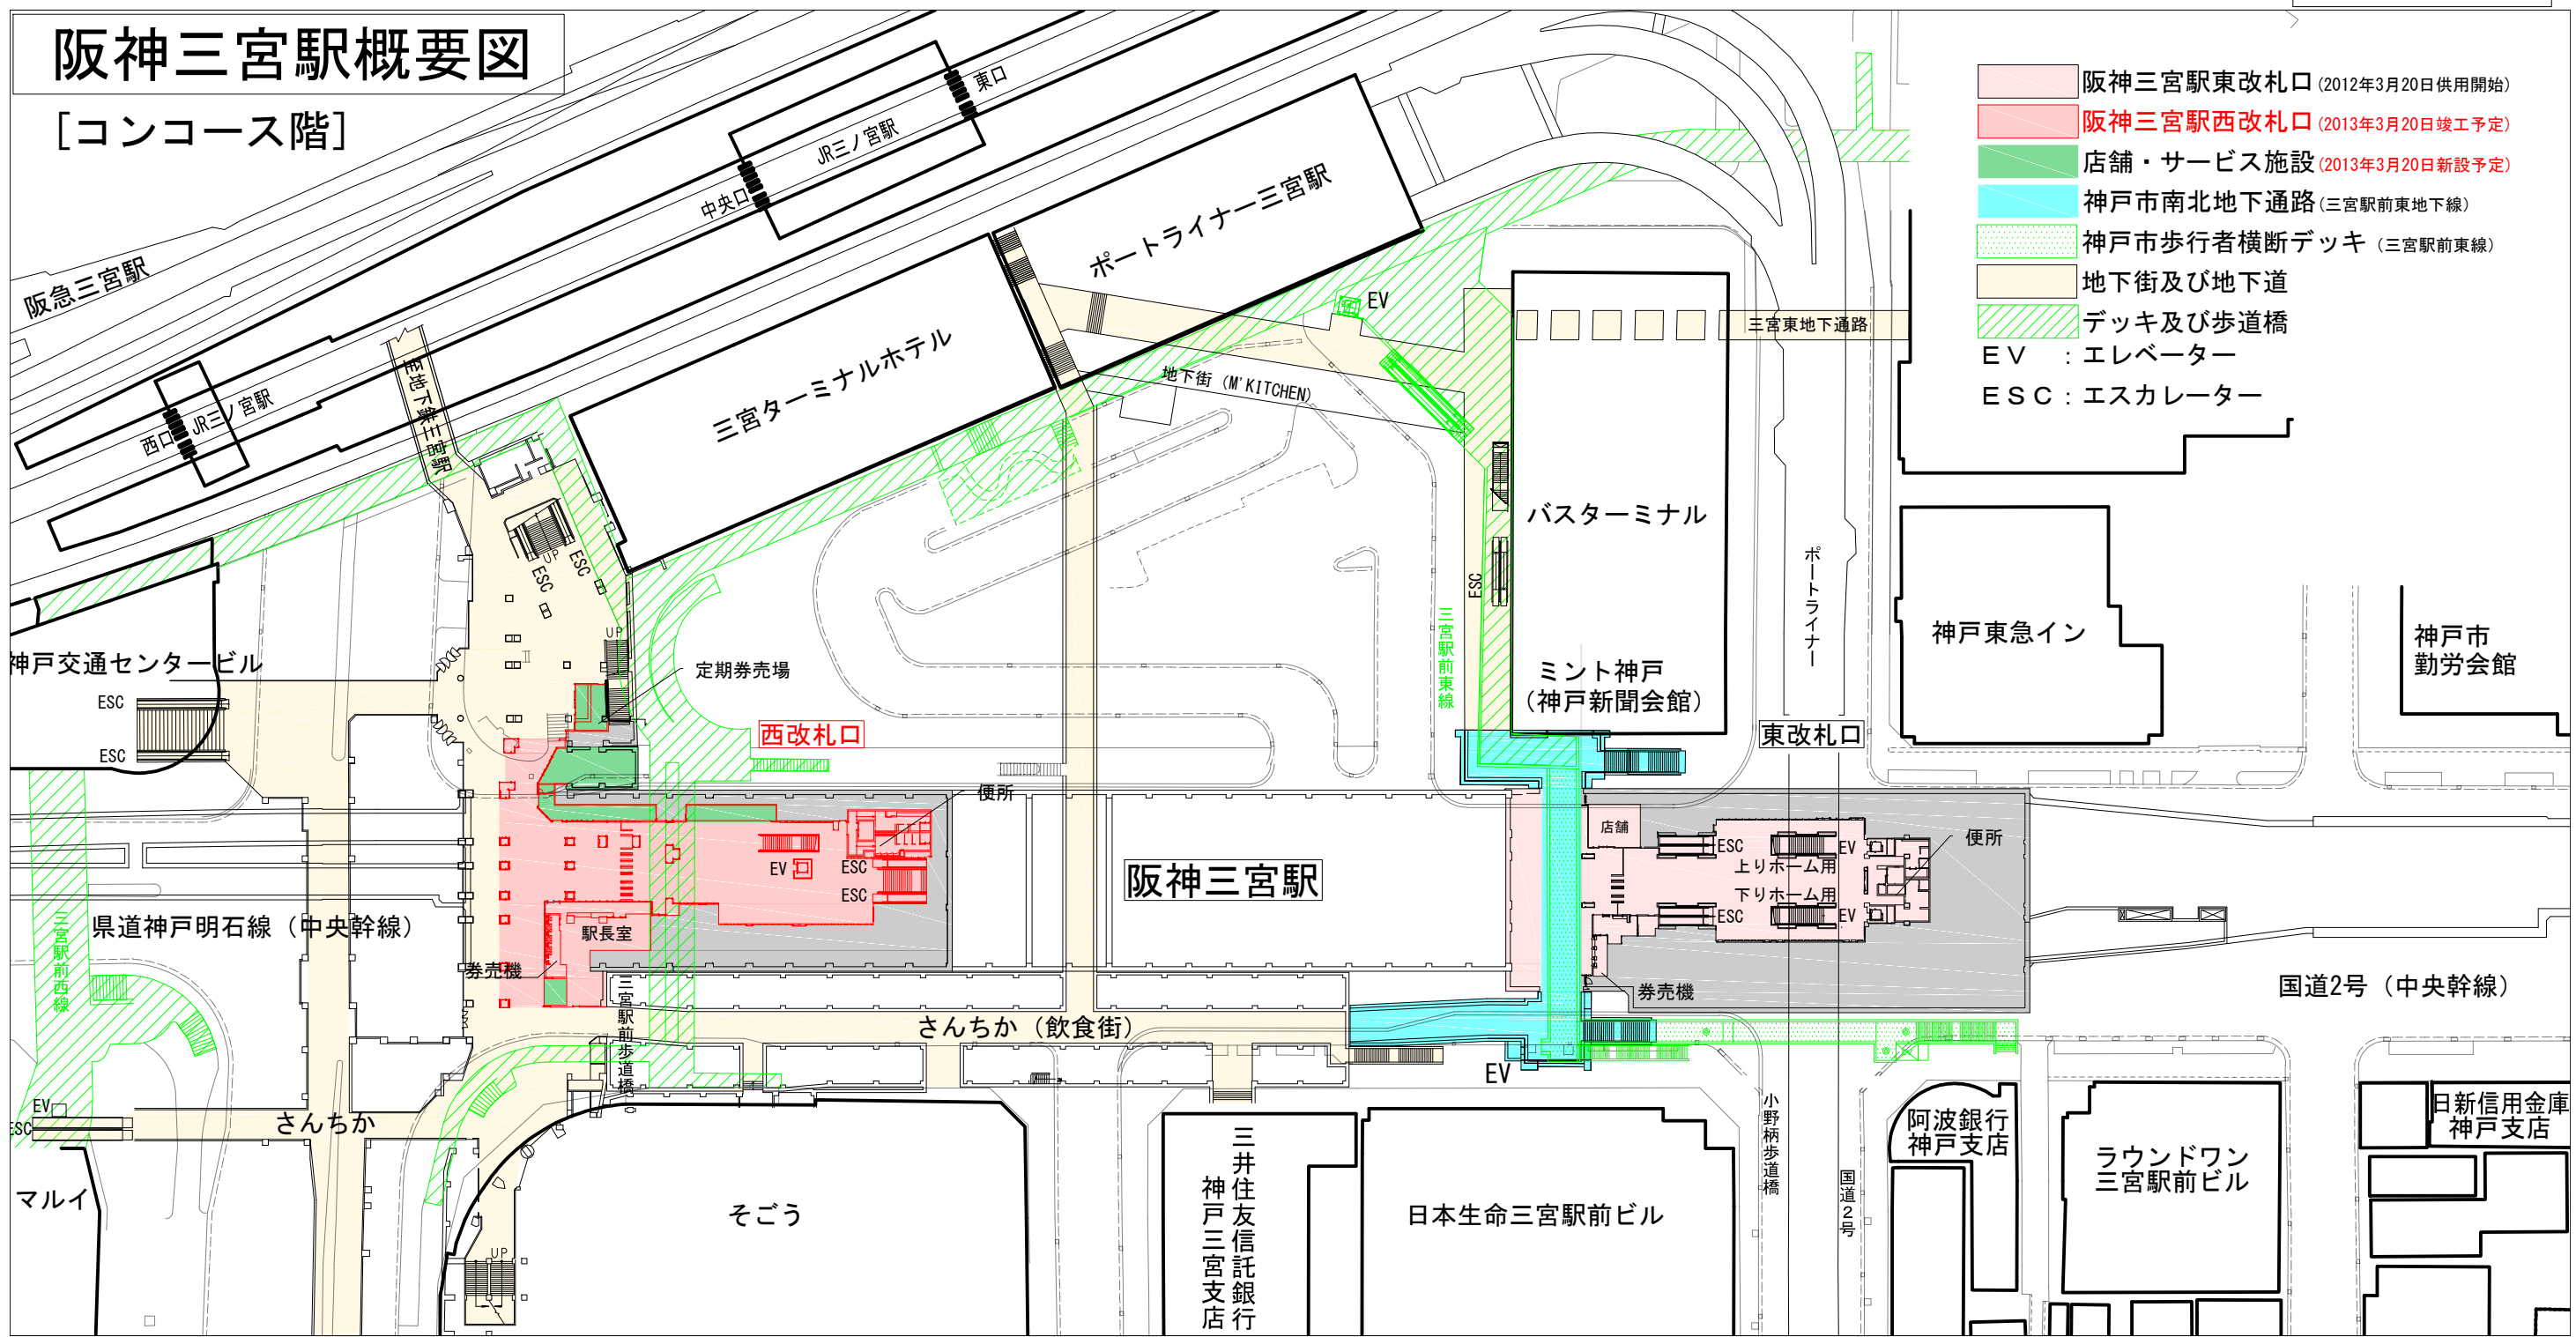 阪神三宮駅概要図
[コンコース階]
阪神三宮駅東改札口(2012年3月20日供用開始)
阪神三宮駅西改札口(2013年3月20日竣工予定)
店舗・サービス施設(2013年3月20日新設予定)
神戸市南北地下通路(三宮駅前東地下線)
神戸市歩行者横断デッキ(三宮駅前東線)
地下街及び地下道
デッキ及び歩道橋
EV : エレベーター
ESC : エスカレーター
東口
JR三ノ宮駅
中央口
ポートライナー三宮駅
阪急三宮駅
EV
三宮東地下通路
三宮ターミナルホテル
地下街(M'KITCHEN)
西口
JR三ノ宮駅
至地下鉄三宮駅
バスターミナル
UP
ESC
ESC
ESC
ポートライナー
三宮駅前東線
神戸東急イン
神戸市
勤労会館
UP
神戸交通センタービル
定期券売場
ミント神戸
(神戸新聞会館)
ESC
ESC
西改札口
東改札口
便所
店舗
ESC
EV
便所
上りホーム用
下りホーム用
ESC
EV
EV
ESC
ESC
阪神三宮駅
県道神戸明石線(中央幹線)
三宮駅前西線
駅長室
券売機
券売機
国道2号(中央幹線)
三宮駅前歩道橋
さんちか(飲食街)
EV
EV
ESC
さんちか
小野柄歩道橋
国道2号
阿波銀行
神戸支店
ラウンドワン
三宮駅前ビル
日新信用金庫
神戸支店
マルイ
そごう
三井住友信託銀行
神戸三宮支店
日本生命三宮駅前ビル
UP